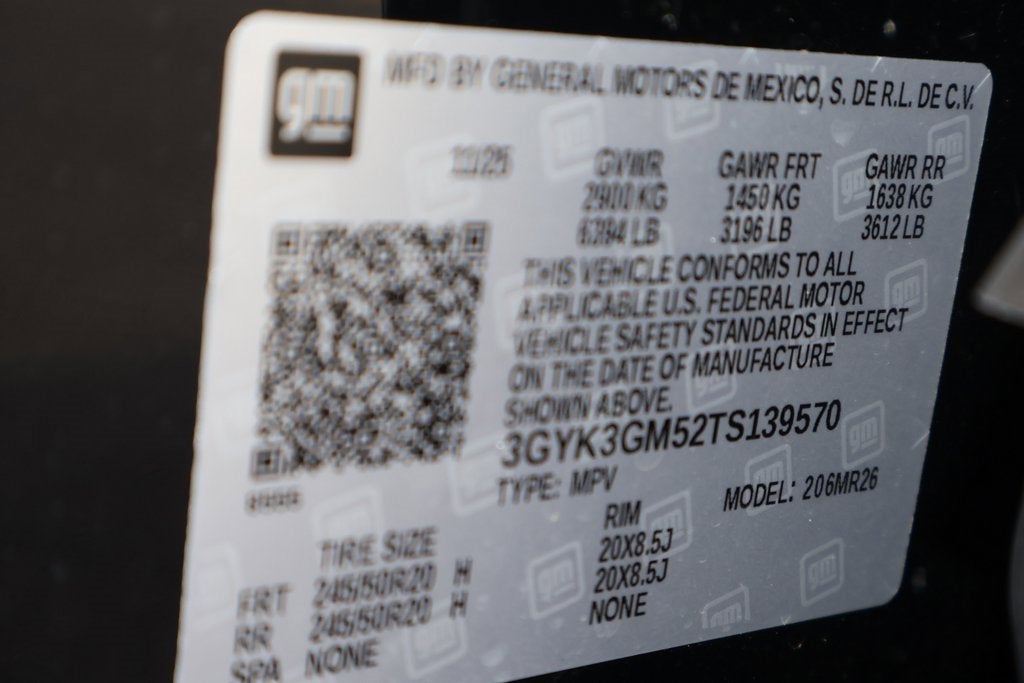 gm
MFD BY GENERAL MOTORS DE MEXICO, S. DE R.L. DE C.V.
11/25 GVWR GAWR FRT GAWR RR
2900 KG 1450 KG 1638 KG
6394 LB 3196 LB 3612 LB
THIS VEHICLE CONFORMS TO ALL
APPLICABLE U.S. FEDERAL MOTOR
VEHICLE SAFETY STANDARDS IN EFFECT
ON THE DATE OF MANUFACTURE
SHOWN ABOVE.
3GYK3GM52TS139570
TYPE: MPV MODEL: 206MR26
TIRE SIZE RIM
FRT 245/50R20 H 20X8.5J
RR 245/50R20 H 20X8.5J
SPA NONE NONE